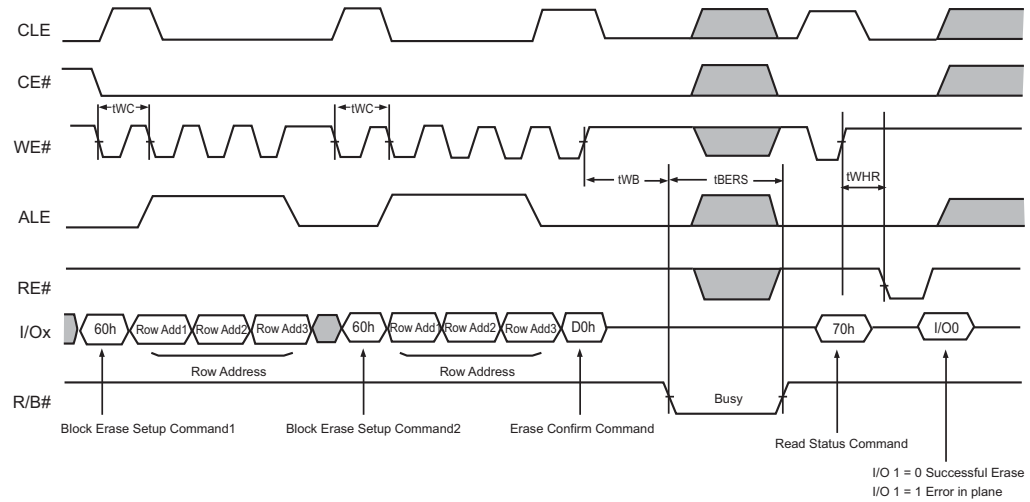 CLE
CE#
tWC
tWC
WE#
tWB
tBERS
tWHR
ALE
RE#
I/Ox
60h
Row Add1
Row Add2
Row Add3
60h
Row Add1
Row Add2
Row Add3
D0h
70h
I/O0
Row Address
Row Address
R/B#
Busy
Block Erase Setup Command1
Block Erase Setup Command2
Erase Confirm Command
Read Status Command
I/O 1 = 0 Successful Erase
I/O 1 = 1 Error in plane